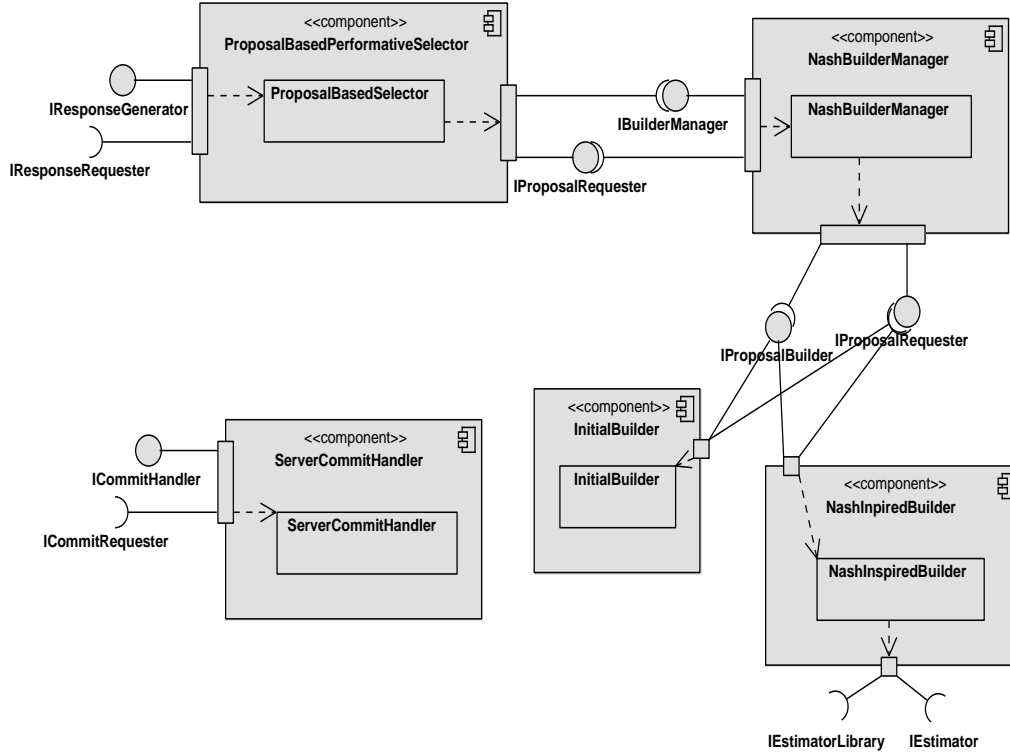 <<component>>
ProposalBasedPerformativeSelector
ProposalBasedSelector
IResponseGenerator
IResponseRequester
IBuilderManager
IProposalRequester
<<component>>
NashBuilderManager
NashBuilderManager
IProposalBuilder
IProposalRequester
<<component>>
InitialBuilder
InitialBuilder
<<component>>
ServerCommitHandler
ICommitHandler
ServerCommitHandler
ICommitRequester
<<component>>
NashInpiredBuilder
NashInspiredBuilder
IEstimatorLibrary
IEstimator